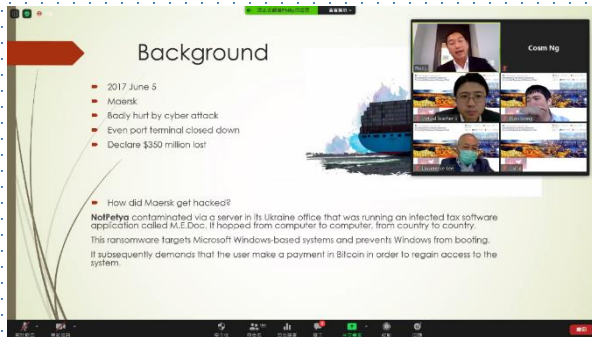 Background
Cosm Ng
2017 June 5
Maersk
Badly hurt by cyber attack
Even port terminal closed down
Declare $350 million lost
How did Maersk get hacked?
NotPetya contaminated via a server in its Ukraine office that was running an infected tax software
application called M.E.Doc. It hopped from computer to computer, from country to country.
This ransomware targets Microsoft Windows-based systems and prevents Windows from booting.
It subsequently demands that the user make a payment in Bitcoin in order to regain access to the
system.